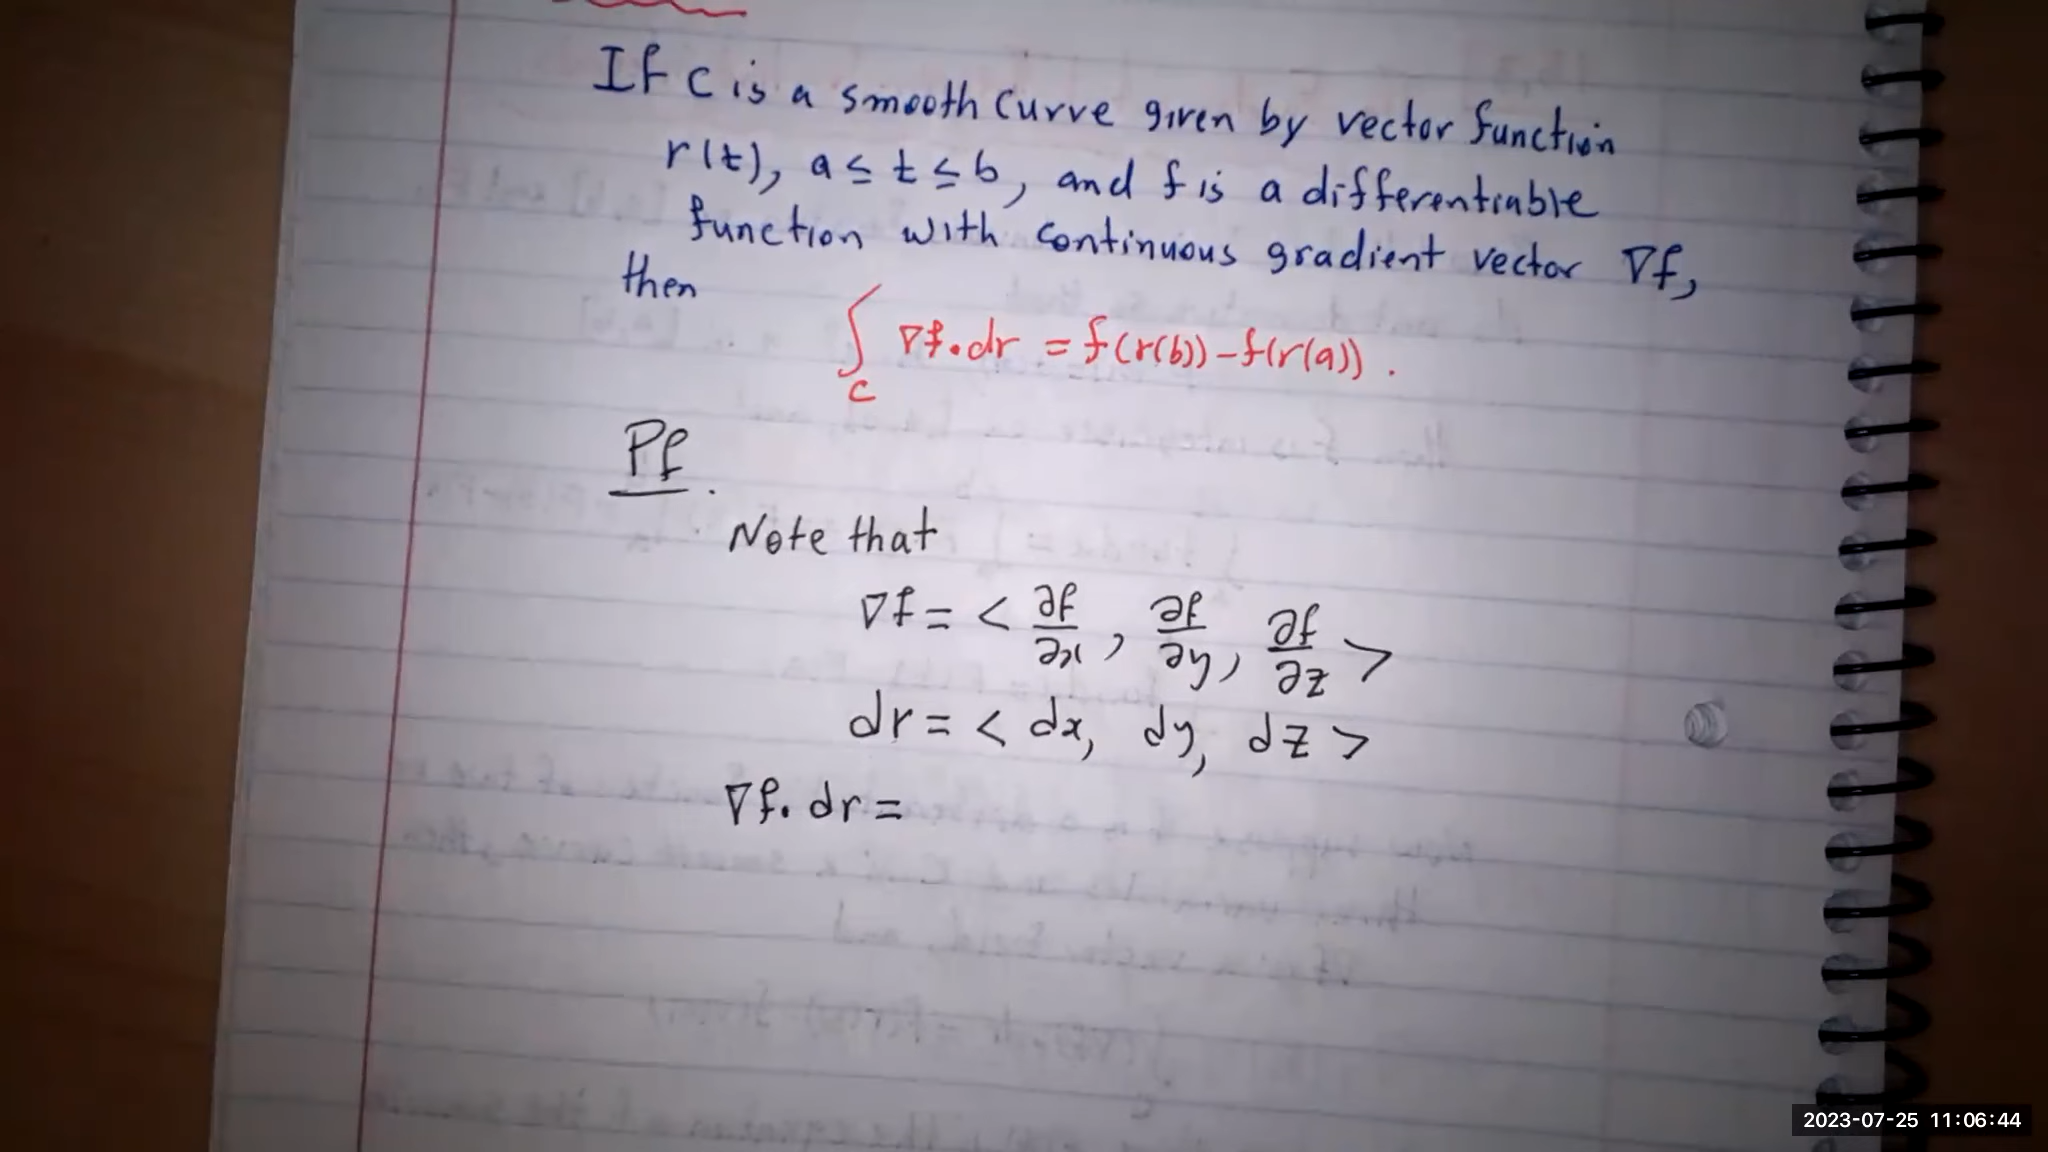 If C is a smooth curve given by vector function
r(t), a ≤ t ≤ b, and f is a differentiable
function with continuous gradient vector ∇f,
then
∫_C ∇f · dr = f(r(b)) - f(r(a)).
Pf.
Note that
∇f = < ∂f/∂x, ∂f/∂y, ∂f/∂z >
dr = < dx, dy, dz >
∇f · dr =
2023-07-25 11:06:44